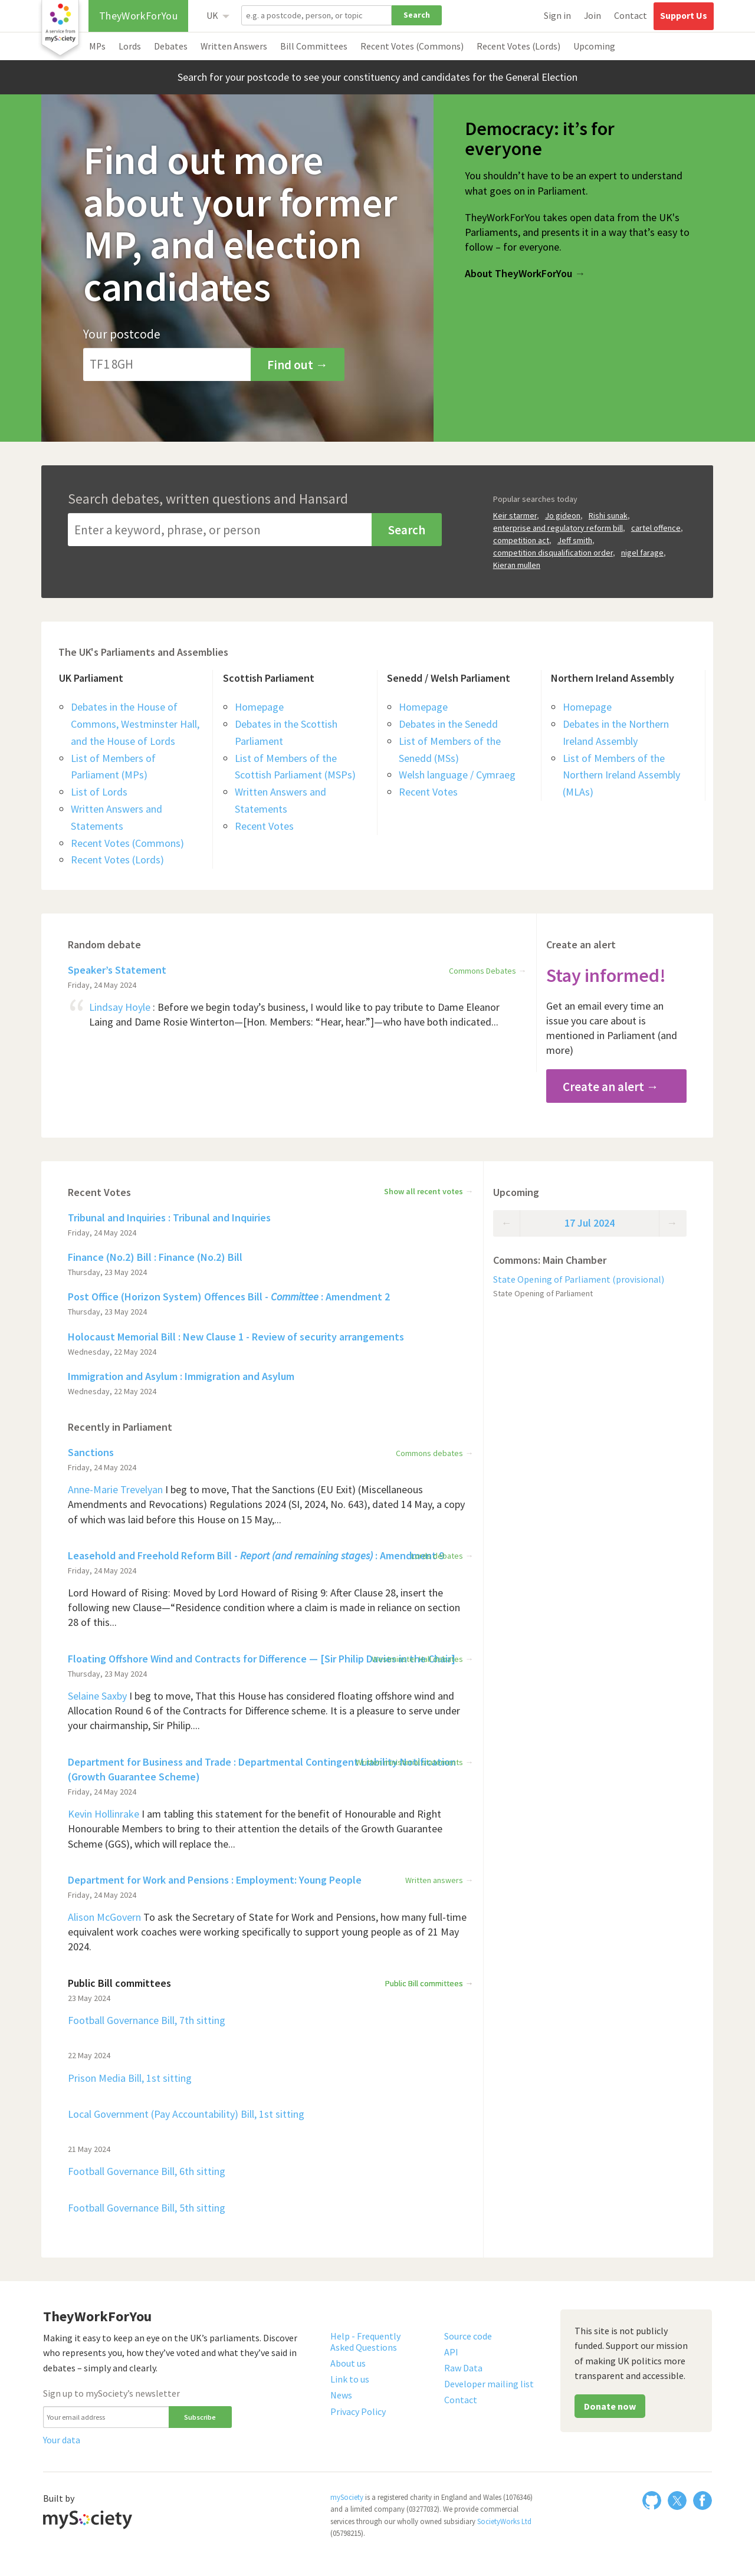 A service from
mySociety
TheyWorkForYou
UK
e.g. a postcode, person, or topic
Search
Sign in
Join
Contact
Support Us
MPs
Lords
Debates
Written Answers
Bill Committees
Recent Votes (Commons)
Recent Votes (Lords)
Upcoming
Search for your postcode to see your constituency and candidates for the General Election
Find out more
about your former
MP, and election
candidates
Your postcode
TF1 8GH
Find out →
Democracy: it’s for
everyone
You shouldn’t have to be an expert to understand
what goes on in Parliament.
TheyWorkForYou takes open data from the UK’s
Parliaments, and presents it in a way that’s easy to
follow – for everyone.
About TheyWorkForYou →
Search debates, written questions and Hansard
Enter a keyword, phrase, or person
Search
Popular searches today
Keir starmer, Jo gideon, Rishi sunak,
enterprise and regulatory reform bill, cartel offence,
competition act, Jeff smith,
competition disqualification order, nigel farage,
Kieran mullen
The UK's Parliaments and Assemblies
UK Parliament
Debates in the House of
Commons, Westminster Hall,
and the House of Lords
List of Members of
Parliament (MPs)
List of Lords
Written Answers and
Statements
Recent Votes (Commons)
Recent Votes (Lords)
Scottish Parliament
Homepage
Debates in the Scottish
Parliament
List of Members of the
Scottish Parliament (MSPs)
Written Answers and
Statements
Recent Votes
Senedd / Welsh Parliament
Homepage
Debates in the Senedd
List of Members of the
Senedd (MSs)
Welsh language / Cymraeg
Recent Votes
Northern Ireland Assembly
Homepage
Debates in the Northern
Ireland Assembly
List of Members of the
Northern Ireland Assembly
(MLAs)
Random debate
Speaker’s Statement
Commons Debates →
Friday, 24 May 2024
“ Lindsay Hoyle : Before we begin today’s business, I would like to pay tribute to Dame Eleanor
Laing and Dame Rosie Winterton—[Hon. Members: “Hear, hear.”]—who have both indicated...
Create an alert
Stay informed!
Get an email every time an
issue you care about is
mentioned in Parliament (and
more)
Create an alert →
Recent Votes
Show all recent votes →
Tribunal and Inquiries : Tribunal and Inquiries
Friday, 24 May 2024
Finance (No.2) Bill : Finance (No.2) Bill
Thursday, 23 May 2024
Post Office (Horizon System) Offences Bill - Committee : Amendment 2
Thursday, 23 May 2024
Holocaust Memorial Bill : New Clause 1 - Review of security arrangements
Wednesday, 22 May 2024
Immigration and Asylum : Immigration and Asylum
Wednesday, 22 May 2024
Upcoming
← 17 Jul 2024 →
Commons: Main Chamber
State Opening of Parliament (provisional)
State Opening of Parliament
Recently in Parliament
Sanctions
Commons debates →
Friday, 24 May 2024
Anne-Marie Trevelyan I beg to move, That the Sanctions (EU Exit) (Miscellaneous
Amendments and Revocations) Regulations 2024 (SI, 2024, No. 643), dated 14 May, a copy
of which was laid before this House on 15 May,...
Leasehold and Freehold Reform Bill - Report (and remaining stages) : Amendment 9
debates →
Friday, 24 May 2024
Lord Howard of Rising: Moved by Lord Howard of Rising 9: After Clause 28, insert the
following new Clause—“Residence condition where a claim is made in reliance on section
28 of this...
Floating Offshore Wind and Contracts for Difference — [Sir Philip Davies in the Chair]
→
Thursday, 23 May 2024
Selaine Saxby I beg to move, That this House has considered floating offshore wind and
Allocation Round 6 of the Contracts for Difference scheme. It is a pleasure to serve under
your chairmanship, Sir Philip....
Department for Business and Trade : Departmental Contingent Liability Notification
→
(Growth Guarantee Scheme)
Friday, 24 May 2024
Kevin Hollinrake I am tabling this statement for the benefit of Honourable and Right
Honourable Members to bring to their attention the details of the Growth Guarantee
Scheme (GGS), which will replace the...
Department for Work and Pensions : Employment: Young People
Written answers →
Friday, 24 May 2024
Alison McGovern To ask the Secretary of State for Work and Pensions, how many full-time
equivalent work coaches were working specifically to support young people as of 21 May
2024.
Public Bill committees
Public Bill committees →
23 May 2024
Football Governance Bill, 7th sitting
22 May 2024
Prison Media Bill, 1st sitting
Local Government (Pay Accountability) Bill, 1st sitting
21 May 2024
Football Governance Bill, 6th sitting
Football Governance Bill, 5th sitting
TheyWorkForYou
Making it easy to keep an eye on the UK’s parliaments. Discover
who represents you, how they’ve voted and what they’ve said in
debates – simply and clearly.
Sign up to mySociety’s newsletter
Your email address
Subscribe
Your data
Help - Frequently
Asked Questions
About us
Link to us
News
Privacy Policy
Source code
API
Raw Data
Developer mailing list
Contact
This site is not publicly
funded. Support our mission
of making UK politics more
transparent and accessible.
Donate now
Built by
mySociety
mySociety is a registered charity in England and Wales (1076346)
and a limited company (03277032). We provide commercial
services through our wholly owned subsidiary SocietyWorks Ltd
(05798215).